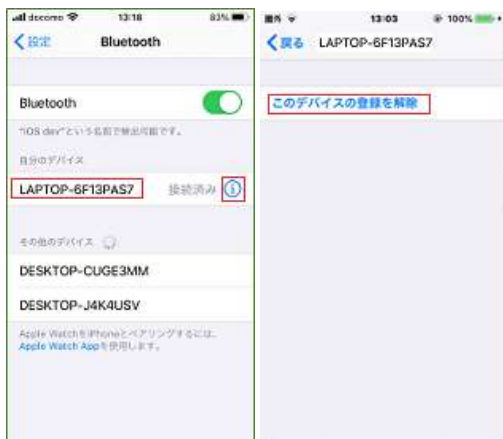 docomo 13:18 83%
設定 Bluetooth
Bluetooth
"iOS dev"という名前で検出可能です。
自分のデバイス
LAPTOP-6F13PAS7 接続済み
その他のデバイス
DESKTOP-CUGE3MM
DESKTOP-J4K4USV
Apple WatchをiPhoneとペアリングするには、
Apple Watch Appを使用します。
圏外 13:03 100%
戻る LAPTOP-6F13PAS7
このデバイスの登録を解除